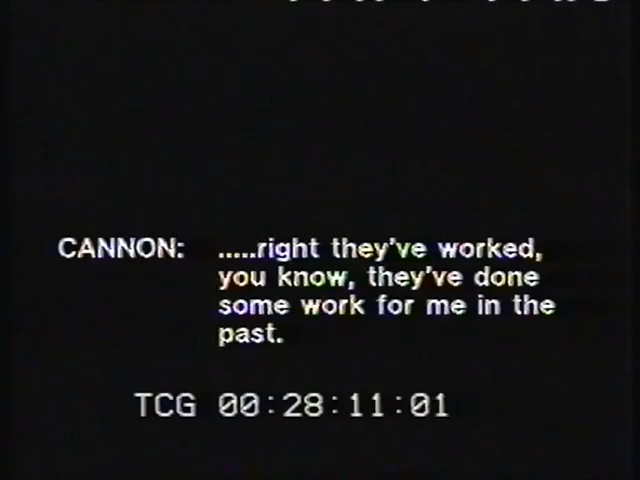 CANNON: .....right they've worked,
you know, they've done
some work for me in the
past.
TCG 00:28:11:01